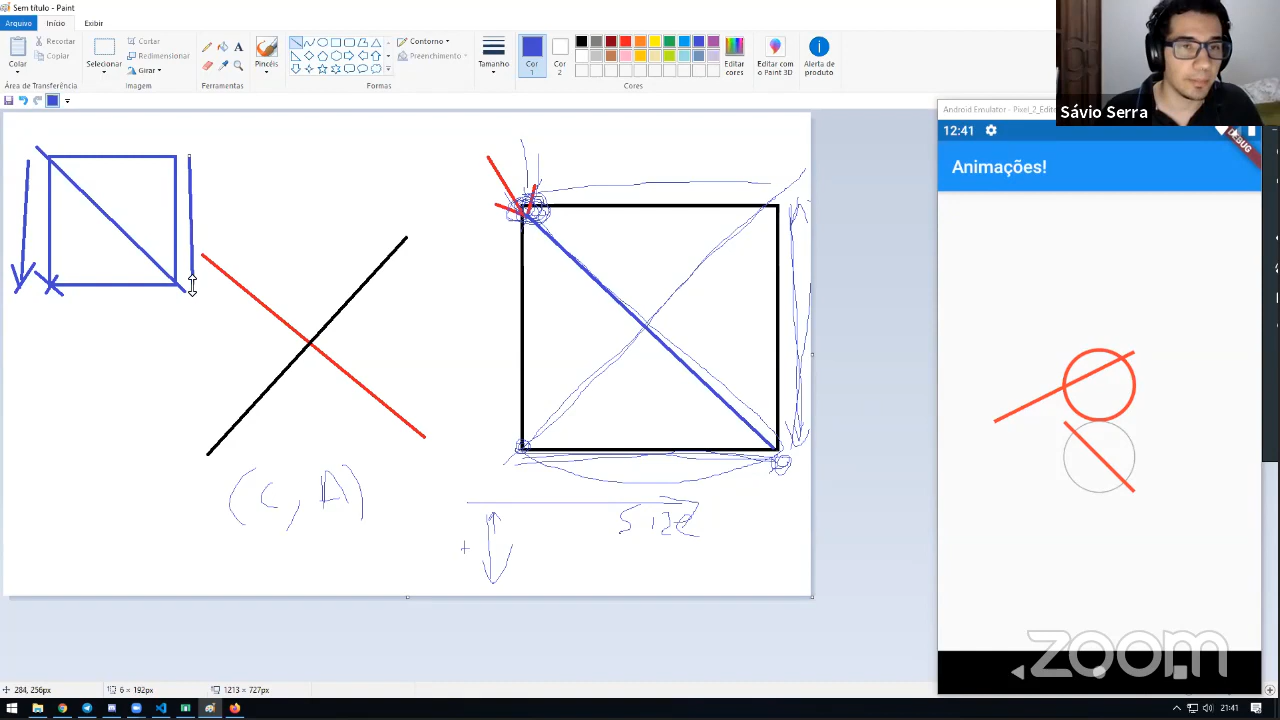 Sem título - Paint
Arquivo Início Exibir
Colar
Recortar
Copiar
Área de Transferência
Selecionar
Cortar
Redimensionar
Girar
Imagem
A
Ferramentas
Pincéis
Contorno
Preenchimento
Formas
Tamanho
Cor 1
Cor 2
Cores
Editar cores
Editar com o Paint 3D
Alerta de produto
Sávio Serra
12:41
DEBUG
Animações!
(C, A)
size
+
zoom
284, 256px
6 × 192px
1213 × 727px
21:41